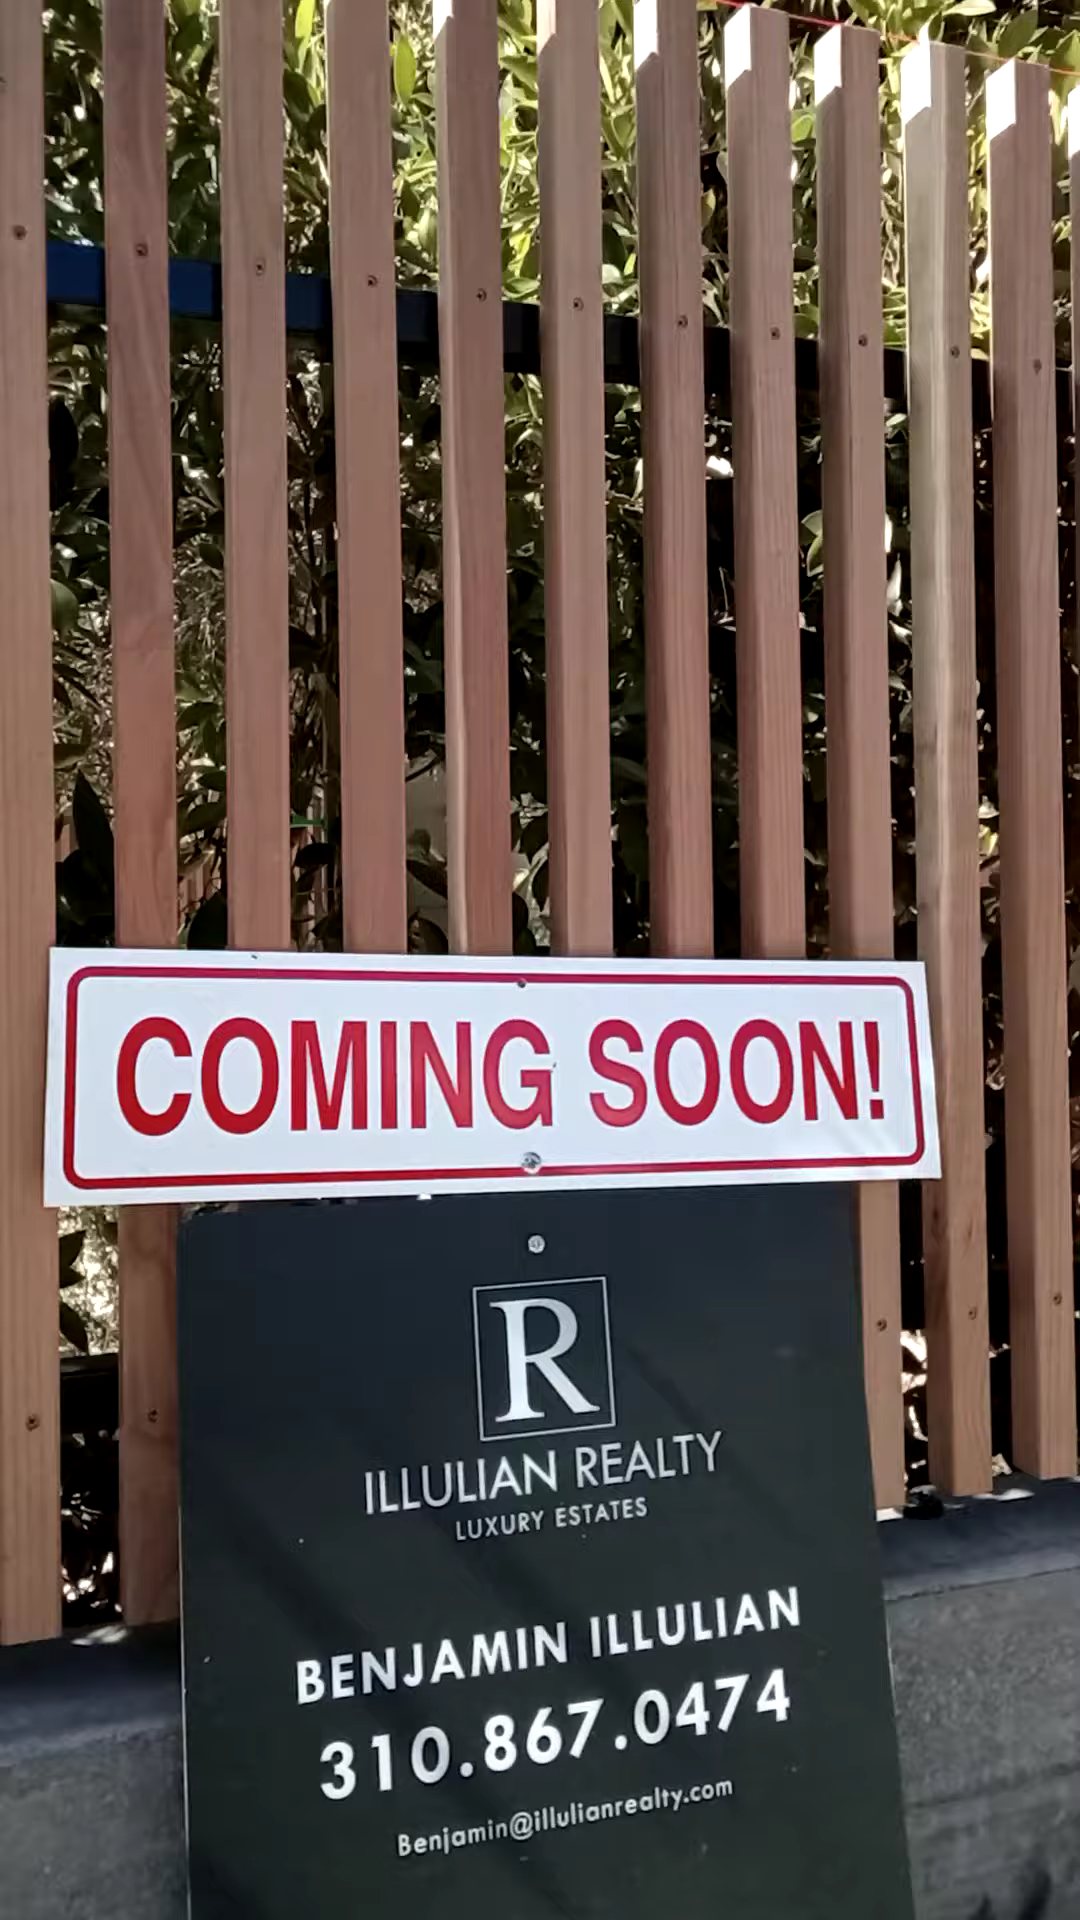 COMING SOON!
R
ILLULIAN REALTY
LUXURY ESTATES
BENJAMIN ILLULIAN
310.867.0474
Benjamin@illulianrealty.com